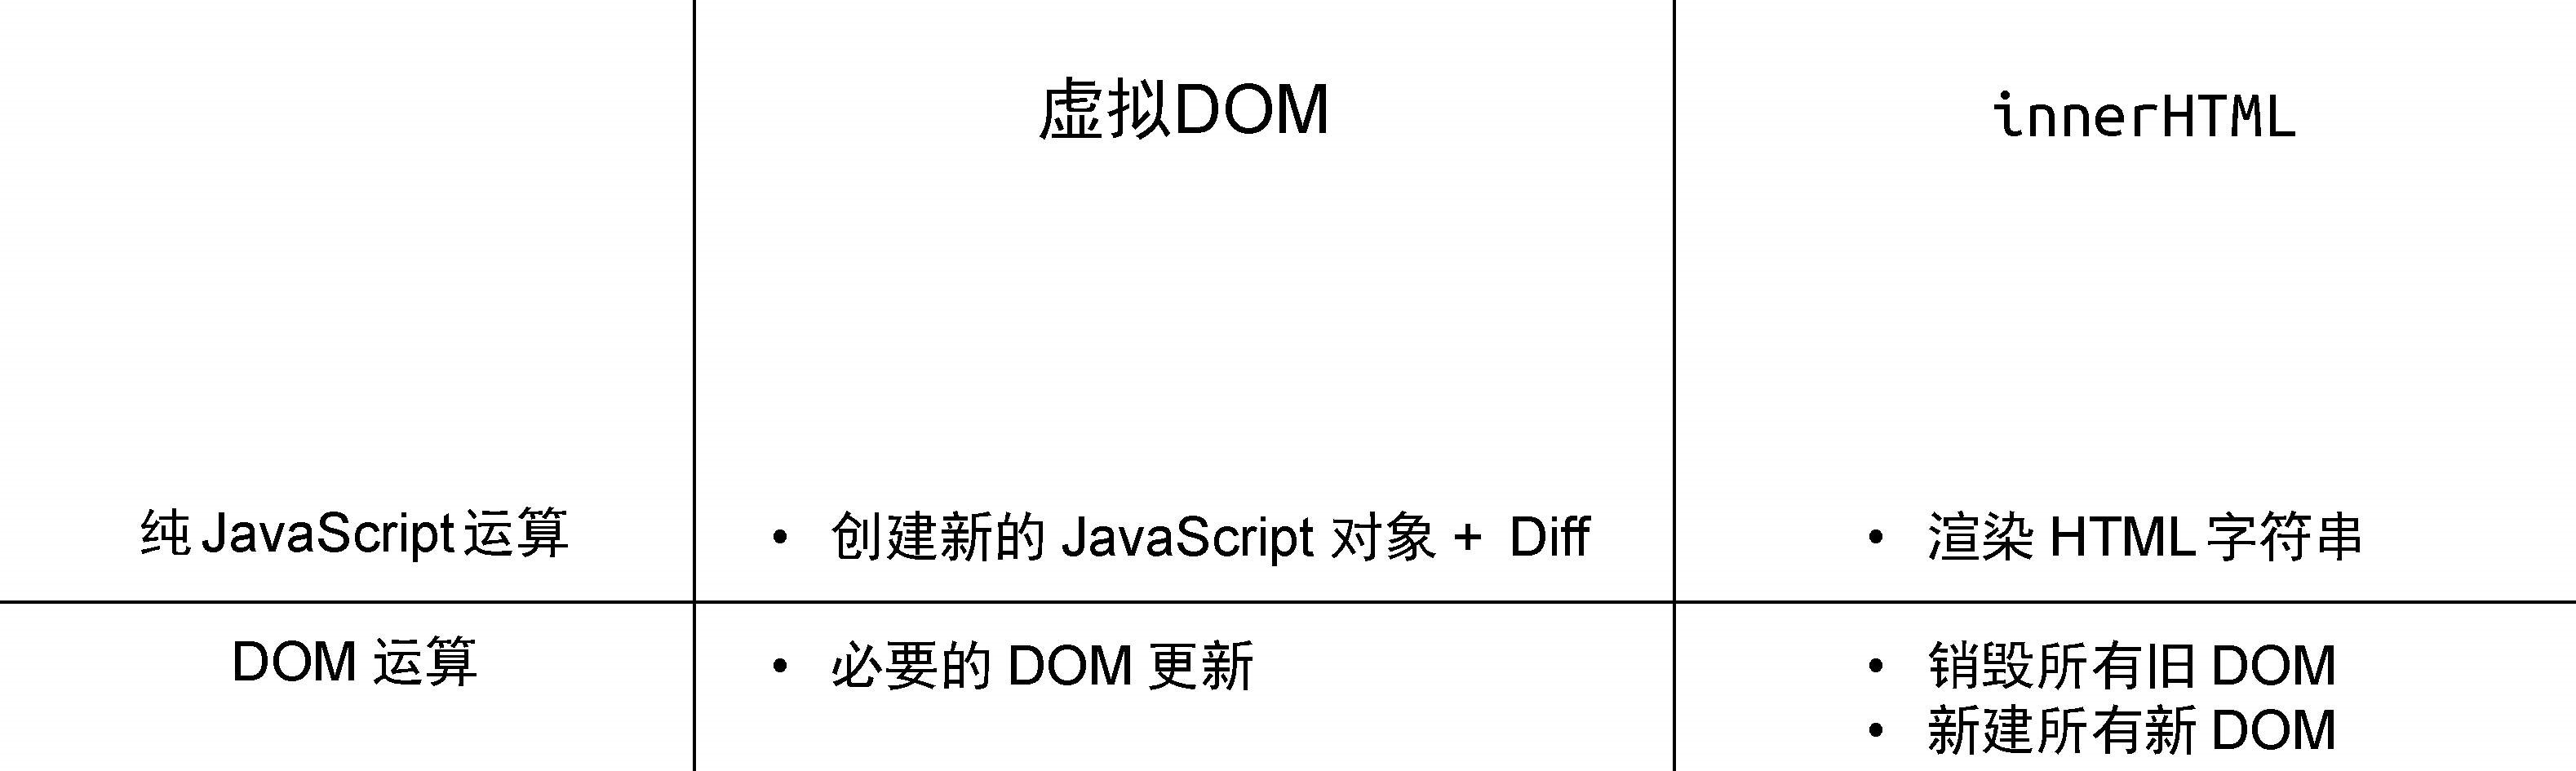 虚拟DOM
innerHTML
纯 JavaScript 运算
• 创建新的 JavaScript 对象 + Diff
• 渲染 HTML 字符串
DOM 运算
• 必要的 DOM 更新
• 销毁所有旧 DOM
• 新建所有新 DOM